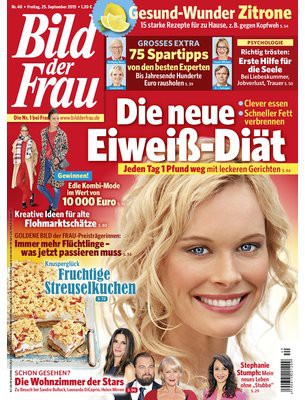 Nr. 40 • Freitag, 25. September 2015 • 1,20 €
Bild der Frau
Die Nr. 1 bei Frauen
www.bildderfrau.de
Gesund-Wunder Zitrone
15 starke Rezepte für zu Hause, z.B. gegen Kopfweh S.54
GROSSES EXTRA
75 Spartipps
von den besten Experten
Bis Jahresende Hunderte
Euro rausholen S.39
PSYCHOLOGIE
Richtig trösten:
Erste Hilfe für
die Seele
Bei Liebeskummer,
Jobverlust, Trauer S.50
Die neue
Eiweiß-Diät
• Clever essen
• Schneller Fett
verbrennen
Jeden Tag 1 Pfund weg mit leckeren Gerichten
Gewinnen!
Edle Kombi-Mode
im Wert von
10 000 Euro
Kreative Ideen für alte
Flohmarktschätze
GOLDENE BILD der FRAU-Preisträgerinnen:
Immer mehr Flüchtlinge –
was jetzt passieren muss
Knusperglück
Fruchtige
Streuselkuchen
SCHON GESEHEN?
Die Wohnzimmer der Stars
Zu Besuch bei Sandra Bullock, Leonardo DiCaprio, Helen Mirren
Stephanie
Stumph: Mein
neues Leben
ohne „Stubbe“
S.29